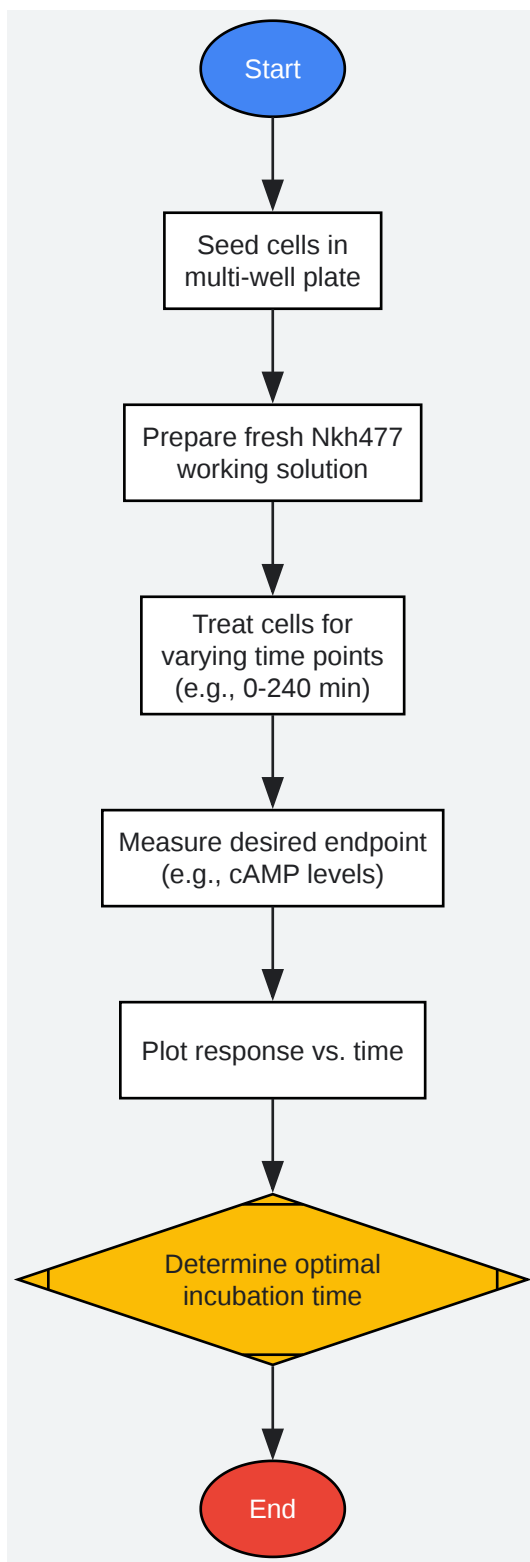 Start
Seed cells in
multi-well plate
Prepare fresh Nkh477
working solution
Treat cells for
varying time points
(e.g., 0-240 min)
Measure desired endpoint
(e.g., cAMP levels)
Plot response vs. time
Determine optimal
incubation time
End